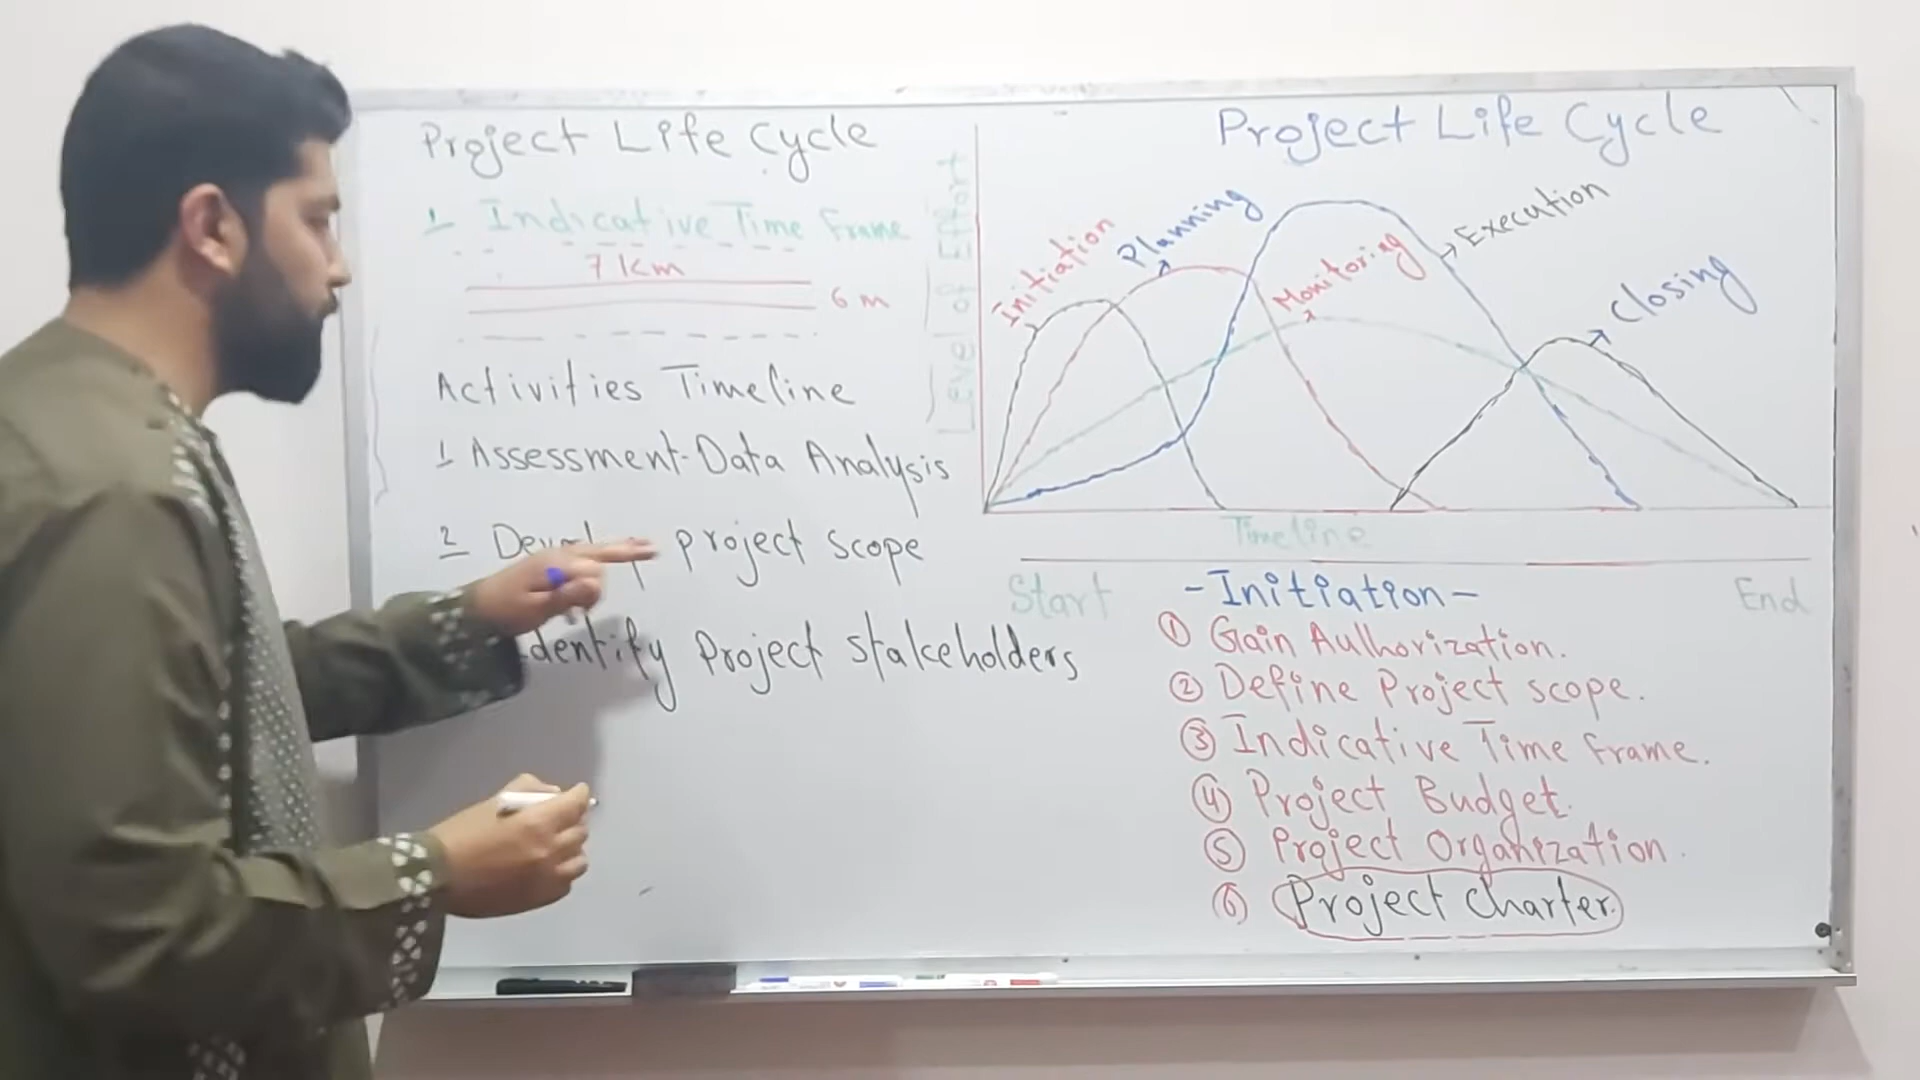 Project Life Cycle
1 Indicative Time Frame
7 Km
6 m
Activities Timeline
1 Assessment-Data Analysis
2 Project Scope
Identify Project Stakeholders
Project Life Cycle
Level of Effort
Initiation
Planning
Monitoring
Execution
Closing
Timeline
Start
End
-Initiation-
① Gain Aulhorization.
② Define Project scope.
③ Indicative Time Frame.
④ Project Budget.
⑤ Project Organization.
⑥ Project Charter.